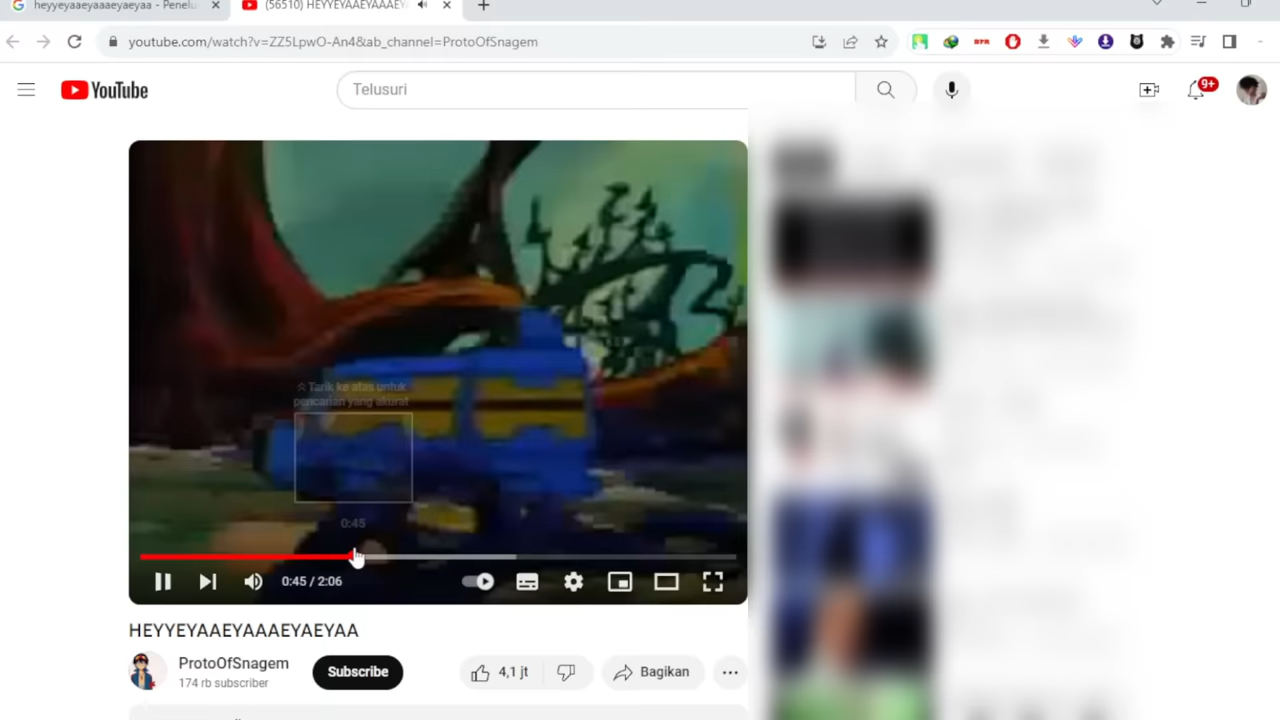 heyyeyaaeyaaaeyaeyaa - Penelu
(56510) HEYYEYAAEYAAAEY
youtube.com/watch?v=ZZ5LpwO-An4&ab_channel=ProtoOfSnagem
YouTube
Telusuri
9+
Tarik ke atas untuk
pencarian yang akurat
0:45
0:45 / 2:06
HEYYEYAAEYAAAEYAEYAA
ProtoOfSnagem
174 rb subscriber
Subscribe
4,1 jt
Bagikan